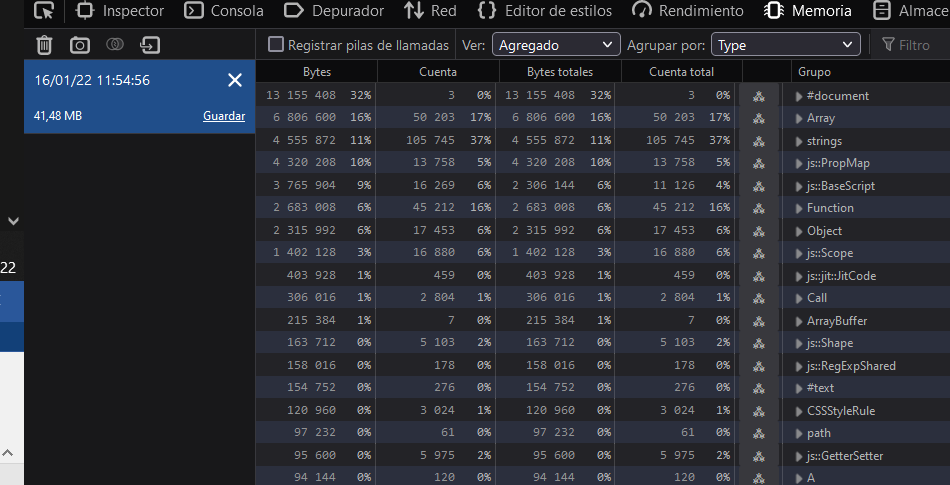 Inspector Consola Depurador Red Editor de estilos Rendimiento Memoria Almace
Registrar pilas de llamadas Ver: Agregado Agrupar por: Type Filtro
16/01/22 11:54:56
41,48 MB Guardar
22
Bytes Cuenta Bytes totales Cuenta total Grupo
13 155 408 32% 3 0% 13 155 408 32% 3 0% #document
6 806 600 16% 50 203 17% 6 806 600 16% 50 203 17% Array
4 555 872 11% 105 745 37% 4 555 872 11% 105 745 37% strings
4 320 208 10% 13 758 5% 4 320 208 10% 13 758 5% js::PropMap
3 765 904 9% 16 269 6% 2 306 144 6% 11 126 4% js::BaseScript
2 683 008 6% 45 212 16% 2 683 008 6% 45 212 16% Function
2 315 992 6% 17 453 6% 2 315 992 6% 17 453 6% Object
1 402 128 3% 16 880 6% 1 402 128 3% 16 880 6% js::Scope
403 928 1% 459 0% 403 928 1% 459 0% js::jit::JitCode
306 016 1% 2 804 1% 306 016 1% 2 804 1% Call
215 384 1% 7 0% 215 384 1% 7 0% ArrayBuffer
163 712 0% 5 103 2% 163 712 0% 5 103 2% js::Shape
158 016 0% 178 0% 158 016 0% 178 0% js::RegExpShared
154 752 0% 276 0% 154 752 0% 276 0% #text
120 960 0% 3 024 1% 120 960 0% 3 024 1% CSSStyleRule
97 232 0% 61 0% 97 232 0% 61 0% path
95 600 0% 5 975 2% 95 600 0% 5 975 2% js::GetterSetter
94 144 0% 120 0% 94 144 0% 120 0% A